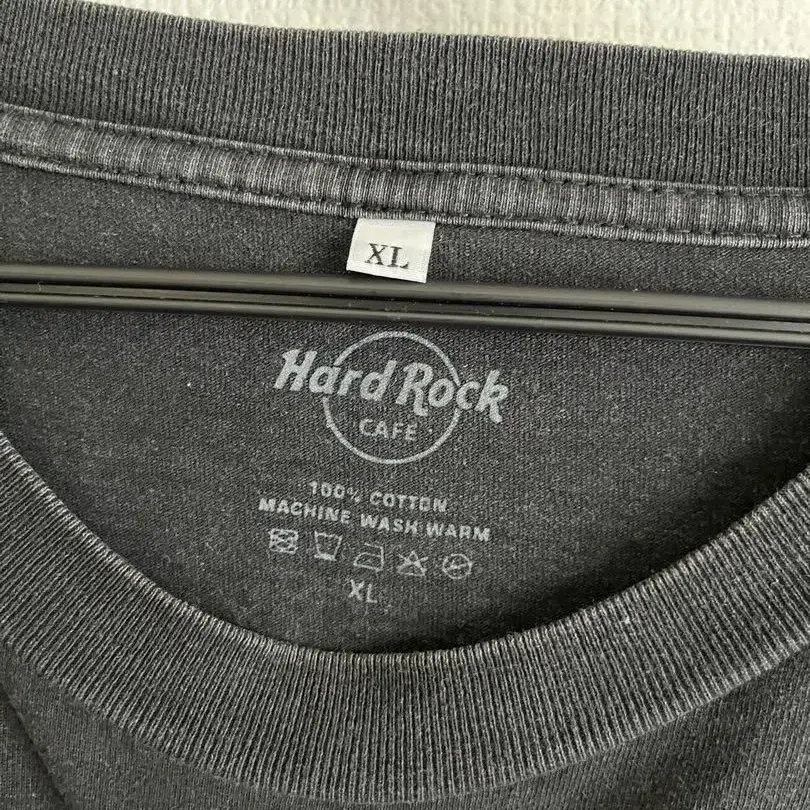 XL
Hard Rock
CAFE
100% COTTON
MACHINE WASH WARM
XL